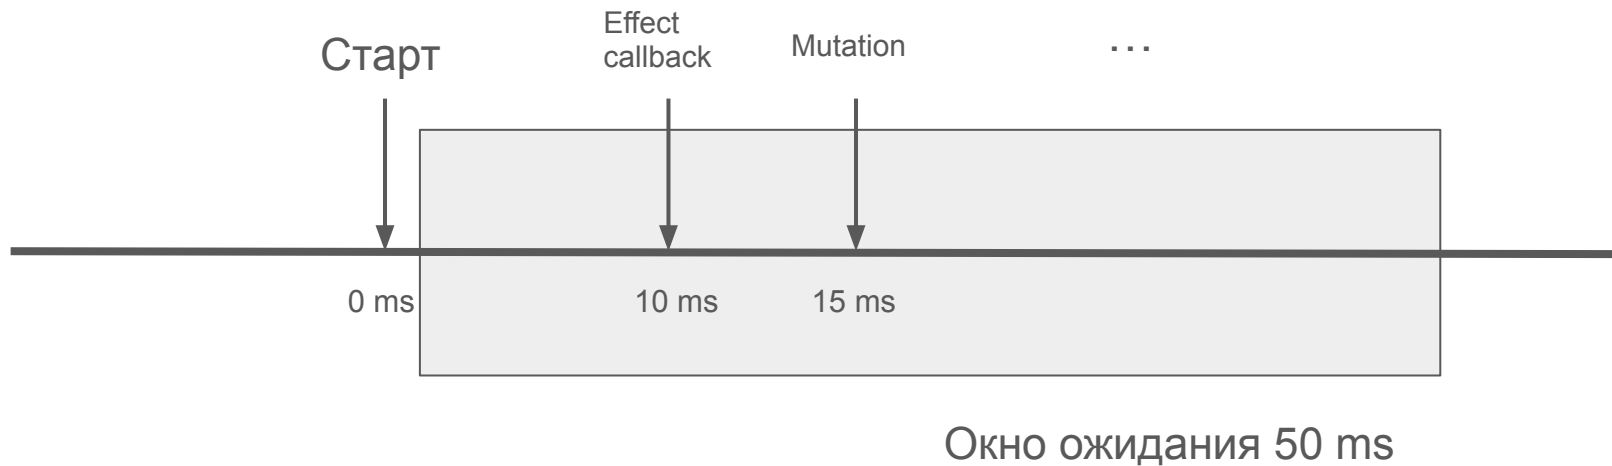 Старт
Effect
callback
Mutation
...
0 ms
10 ms
15 ms
Окно ожидания 50 ms